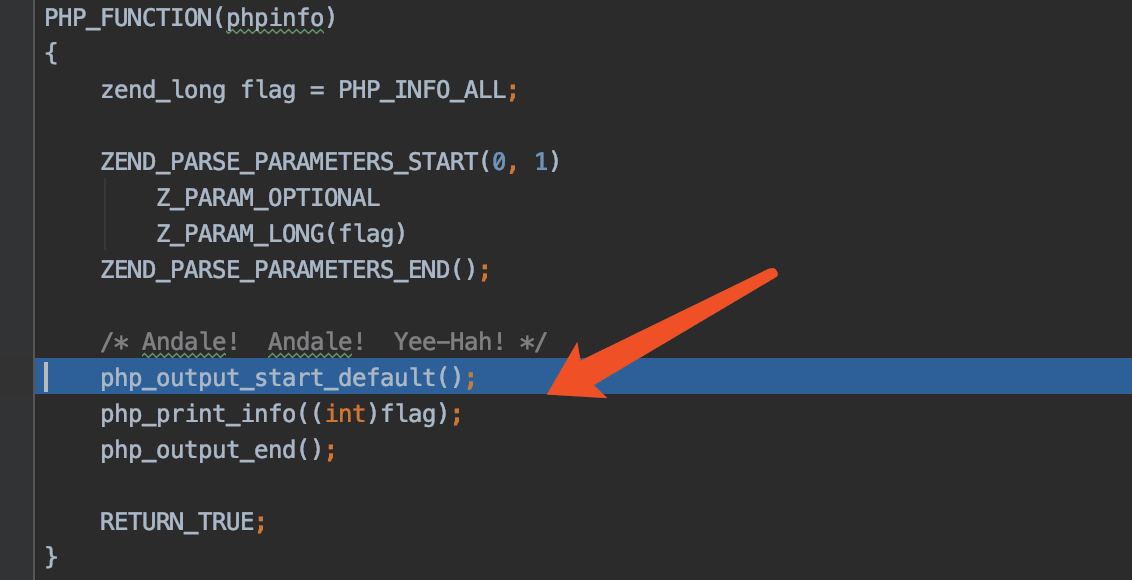 PHP_FUNCTION(phpinfo)
{
    zend_long flag = PHP_INFO_ALL;

    ZEND_PARSE_PARAMETERS_START(0, 1)
        Z_PARAM_OPTIONAL
        Z_PARAM_LONG(flag)
    ZEND_PARSE_PARAMETERS_END();

    /* Andale!  Andale!  Yee-Hah! */
    php_output_start_default();
    php_print_info((int)flag);
    php_output_end();

    RETURN_TRUE;
}